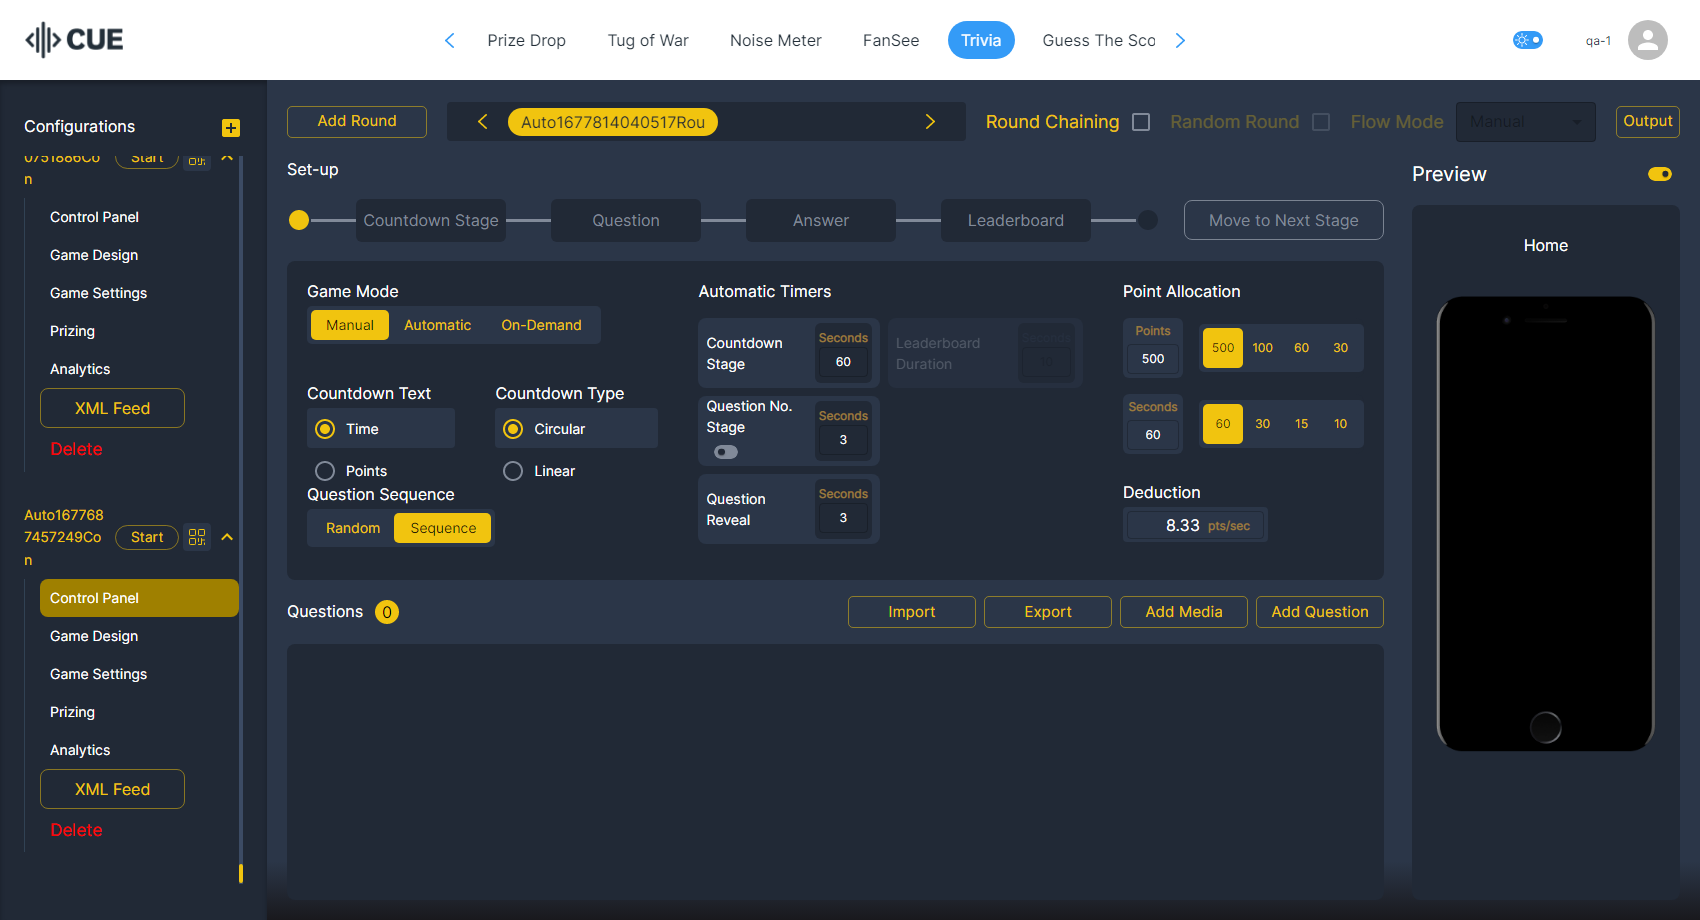 CUE
Prize Drop
Tug of War
Noise Meter
FanSee
Trivia
Guess The Sco
qa-1
Configurations
0751886Co
n
Start
Control Panel
Game Design
Game Settings
Prizing
Analytics
XML Feed
Delete
Auto167768
7457249Co
n
Start
Control Panel
Game Design
Game Settings
Prizing
Analytics
XML Feed
Delete
Add Round
Auto1677814040517Rou
Round Chaining
Random Round
Flow Mode
Manual
Output
Set-up
Countdown Stage
Question
Answer
Leaderboard
Move to Next Stage
Game Mode
Manual
Automatic
On-Demand
Countdown Text
Time
Points
Countdown Type
Circular
Linear
Question Sequence
Random
Sequence
Automatic Timers
Countdown
Stage
Seconds
60
Leaderboard
Duration
Seconds
10
Question No.
Stage
Seconds
3
Question
Reveal
Seconds
3
Point Allocation
Points
500
500
100
60
30
Seconds
60
60
30
15
10
Deduction
8.33 pts/sec
Questions 0
Import
Export
Add Media
Add Question
Preview
Home